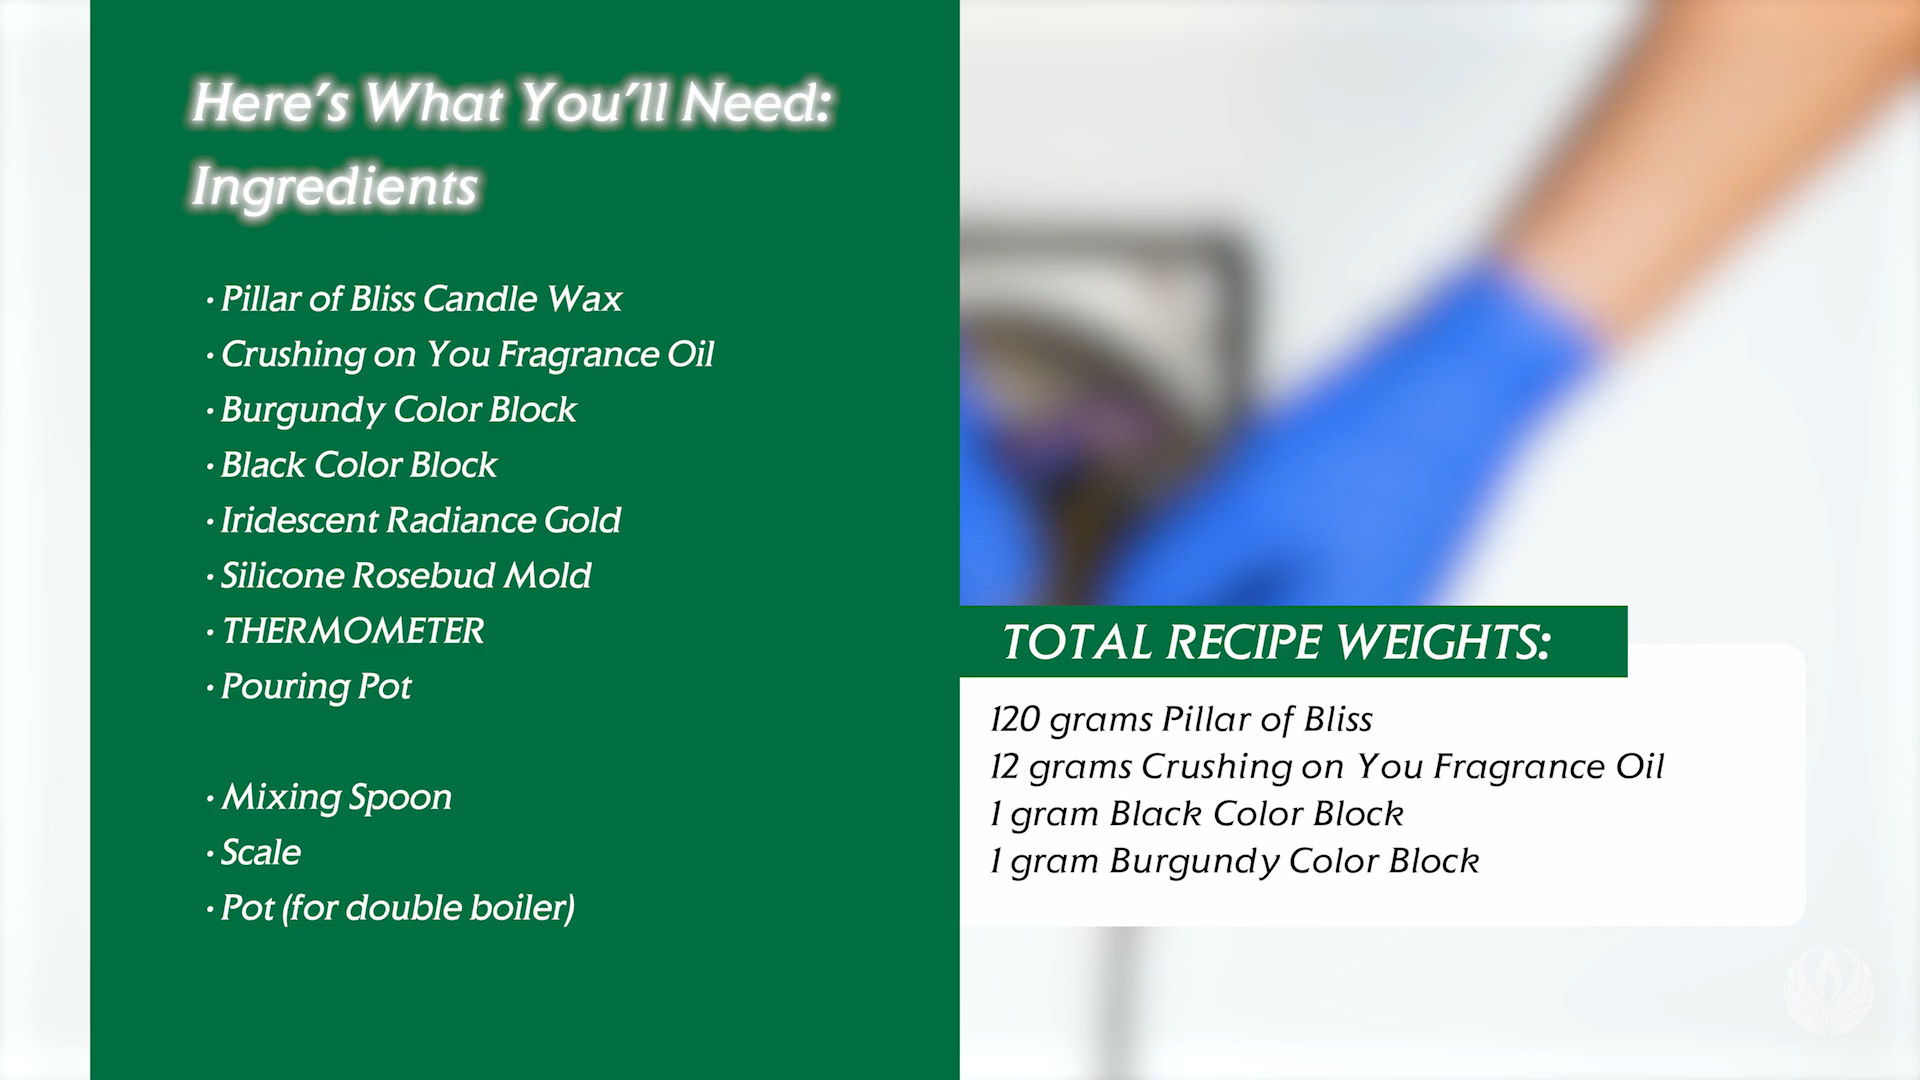 Here's What You'll Need:
Ingredients
• Pillar of Bliss Candle Wax
• Crushing on You Fragrance Oil
• Burgundy Color Block
• Black Color Block
• Iridescent Radiance Gold
• Silicone Rosebud Mold
• THERMOMETER
• Pouring Pot
• Mixing Spoon
• Scale
• Pot (for double boiler)
TOTAL RECIPE WEIGHTS:
120 grams Pillar of Bliss
12 grams Crushing on You Fragrance Oil
1 gram Black Color Block
1 gram Burgundy Color Block